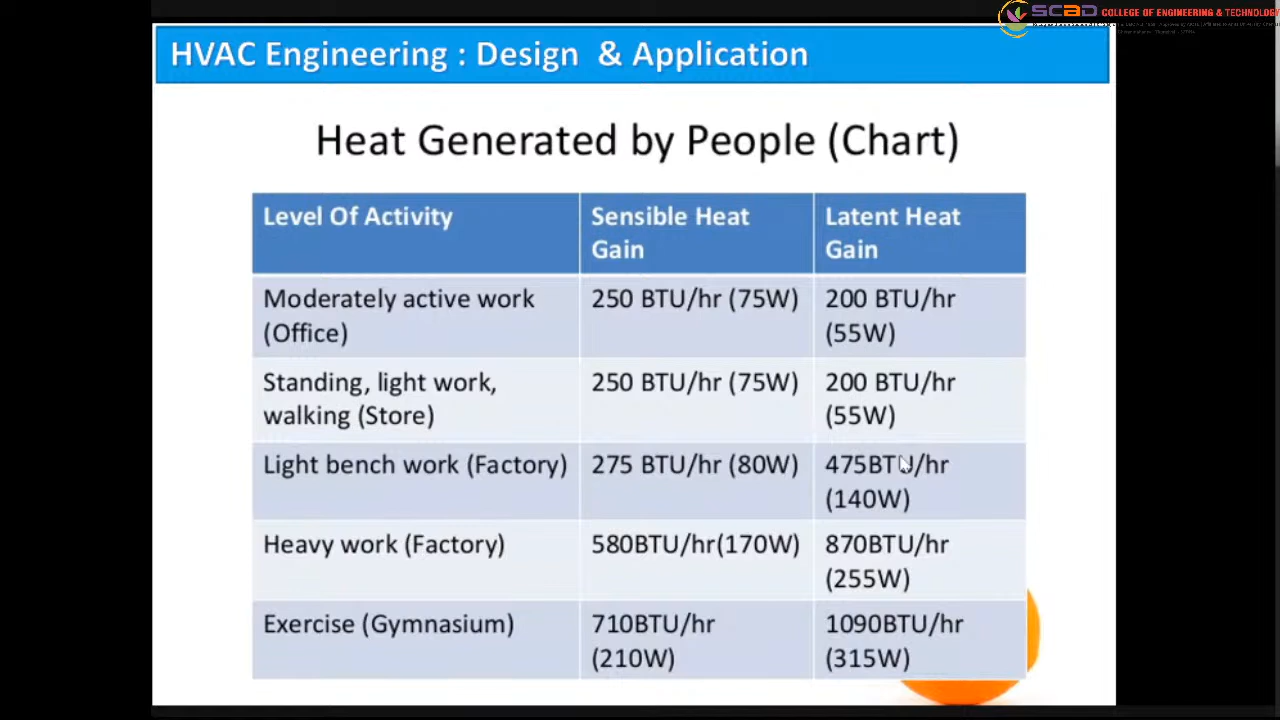 SCAD COLLEGE OF ENGINEERING & TECHNOLOGY
HVAC Engineering : Design & Application
Heat Generated by People (Chart)
Level Of Activity
Sensible Heat
Gain
Latent Heat
Gain
Moderately active work
(Office)
250 BTU/hr (75W)
200 BTU/hr
(55W)
Standing, light work,
walking (Store)
250 BTU/hr (75W)
200 BTU/hr
(55W)
Light bench work (Factory)
275 BTU/hr (80W)
475BTU/hr
(140W)
Heavy work (Factory)
580BTU/hr(170W)
870BTU/hr
(255W)
Exercise (Gymnasium)
710BTU/hr
(210W)
1090BTU/hr
(315W)